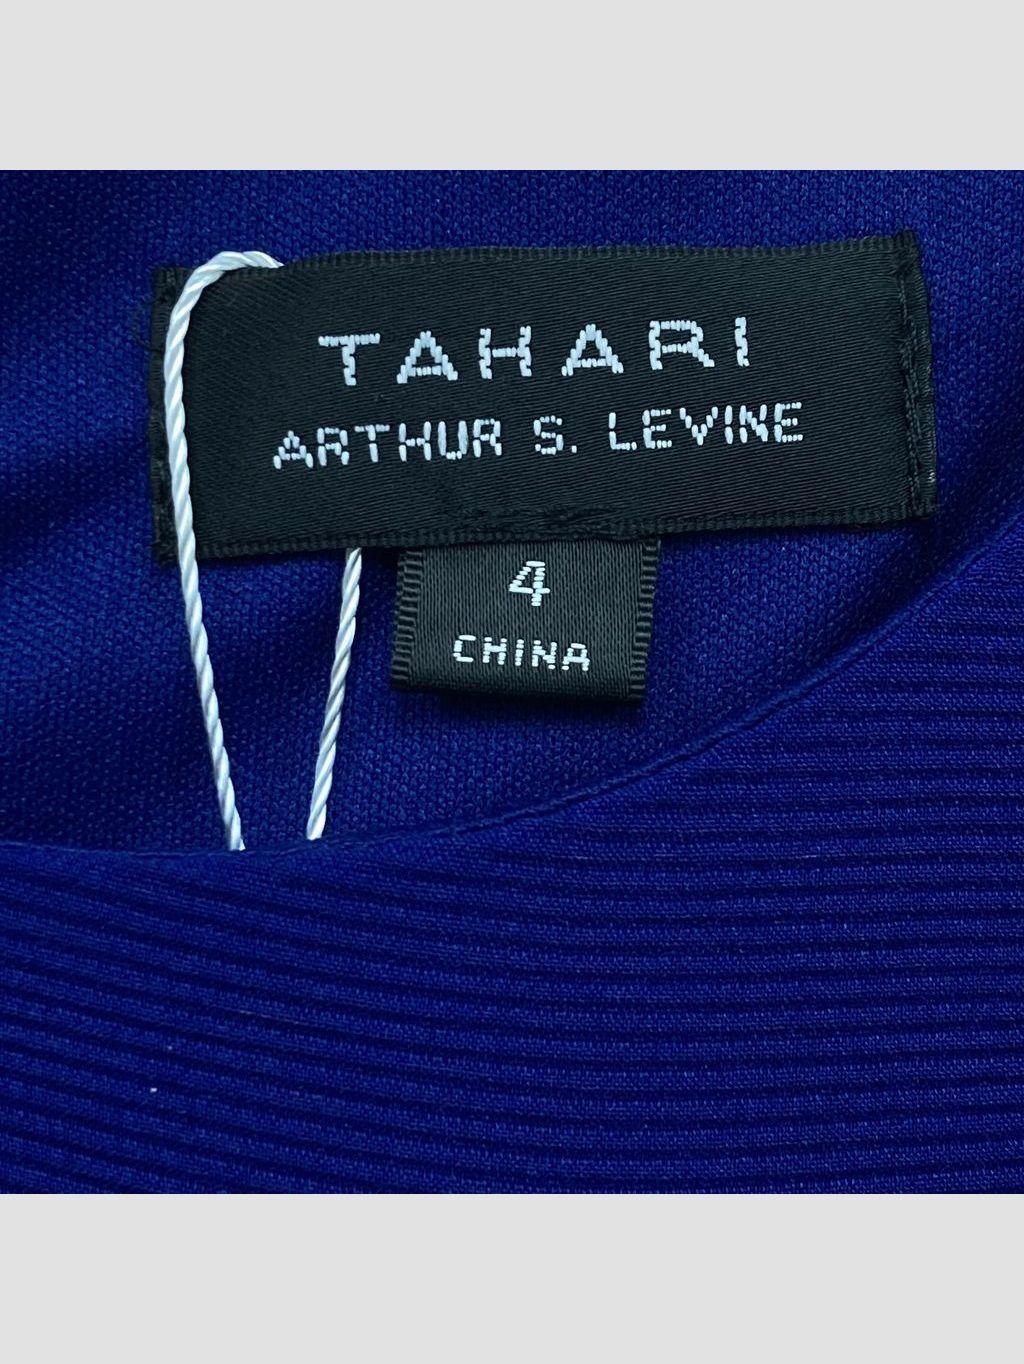 TAHARI
ARTHUR S. LEVINE
4
CHINA